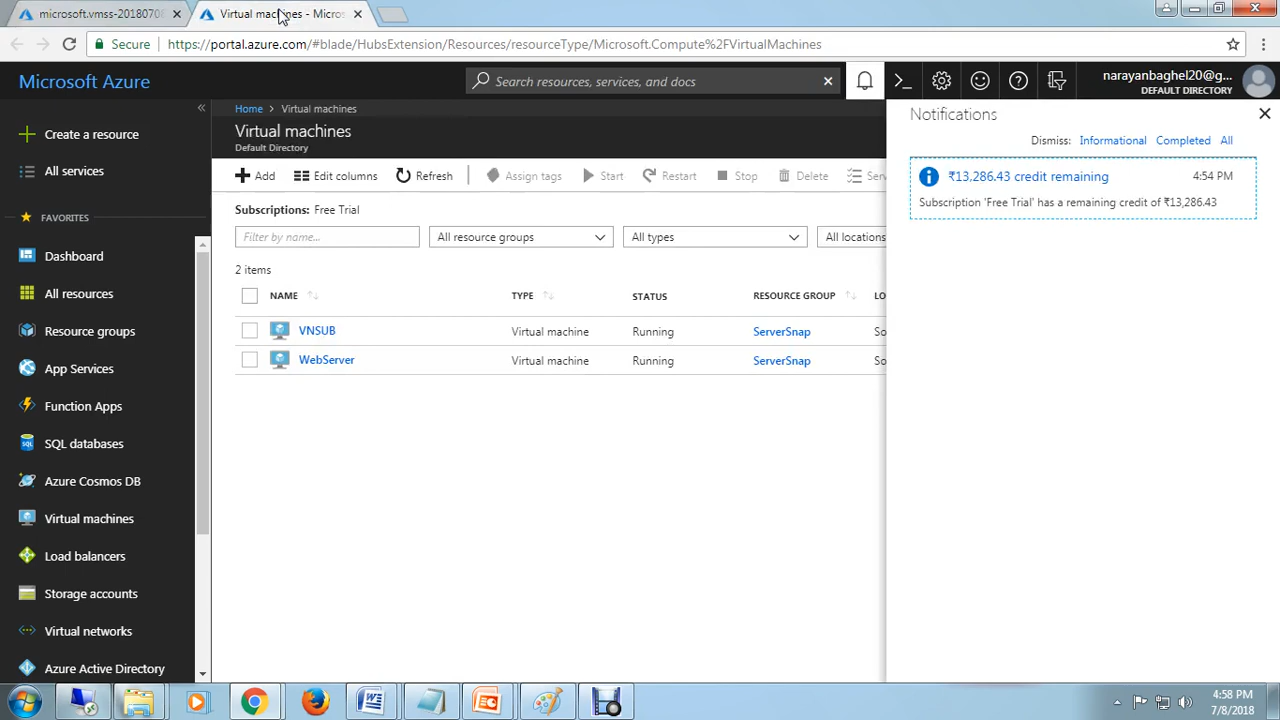 microsoft.vmss-2018070
Virtual machines - Micros
Secure
https://portal.azure.com/#blade/HubsExtension/Resources/resourceType/Microsoft.Compute%2FVirtualMachines
Microsoft Azure
Search resources, services, and docs
narayanbaghel20@g...
DEFAULT DIRECTORY
Create a resource
All services
FAVORITES
Dashboard
All resources
Resource groups
App Services
Function Apps
SQL databases
Azure Cosmos DB
Virtual machines
Load balancers
Storage accounts
Virtual networks
Azure Active Directory
Home > Virtual machines
Virtual machines
Default Directory
Add Edit columns Refresh Assign tags Start Restart Stop Delete Serv
Subscriptions: Free Trial
Filter by name... All resource groups All types All locations
2 items
NAME TYPE STATUS RESOURCE GROUP LO
VNSUB Virtual machine Running ServerSnap So
WebServer Virtual machine Running ServerSnap So
Notifications
Dismiss: Informational Completed All
₹13,286.43 credit remaining 4:54 PM
Subscription 'Free Trial' has a remaining credit of ₹13,286.43
4:58 PM
7/8/2018